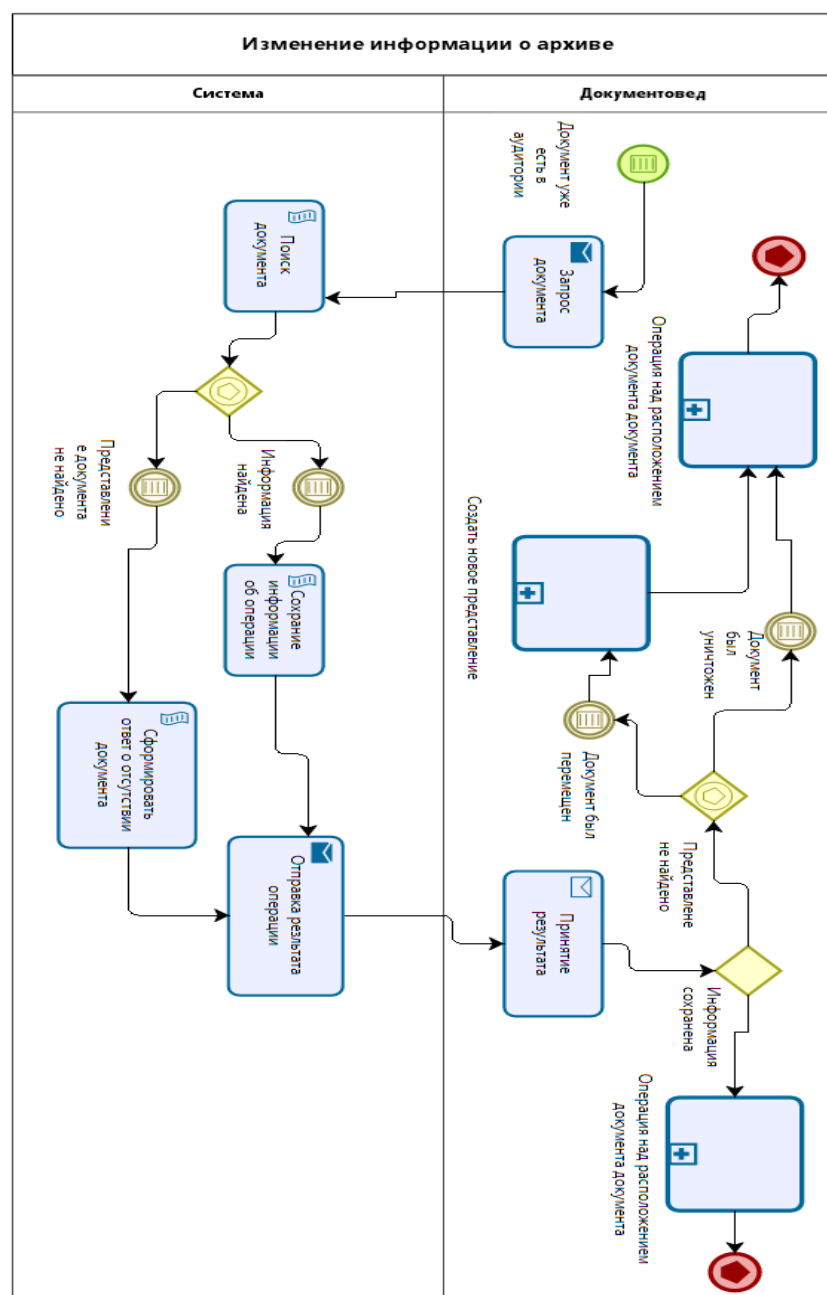 Изменение информации о архиве
Система
Документовед
Документ уже
есть в
аудитории
Запрос
документа
Поиск
документа
Операция над расположением
документа документа
Представлени
е документа
не найдено
Информация
найдена
Создать новое представление
Сохрание
информации
об операции
Документ
был
уничтожен
Документ был
перемещен
Сформировать
ответ о отсутствии
документа
Представлене
не найдено
Отправка резльтата
операции
Принятие
результата
Информация
сохранена
Операция над расположением
документа документа